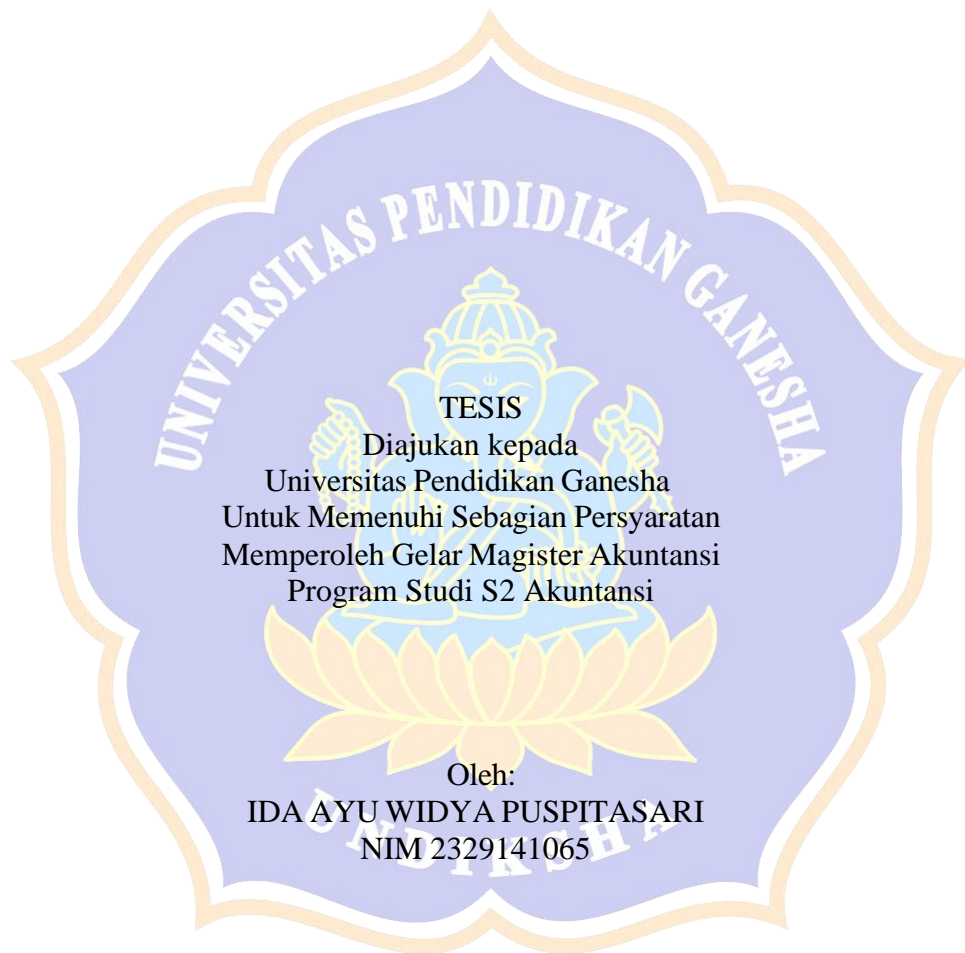 UNIVERSITAS PENDIDIKAN GANESHA
TESIS
Diajukan kepada
Universitas Pendidikan Ganesha
Untuk Memenuhi Sebagian Persyaratan
Memperoleh Gelar Magister Akuntansi
Program Studi S2 Akuntansi
Oleh:
IDA AYU WIDYA PUSPITASARI
NIM 2329141065
UNDIKSHA